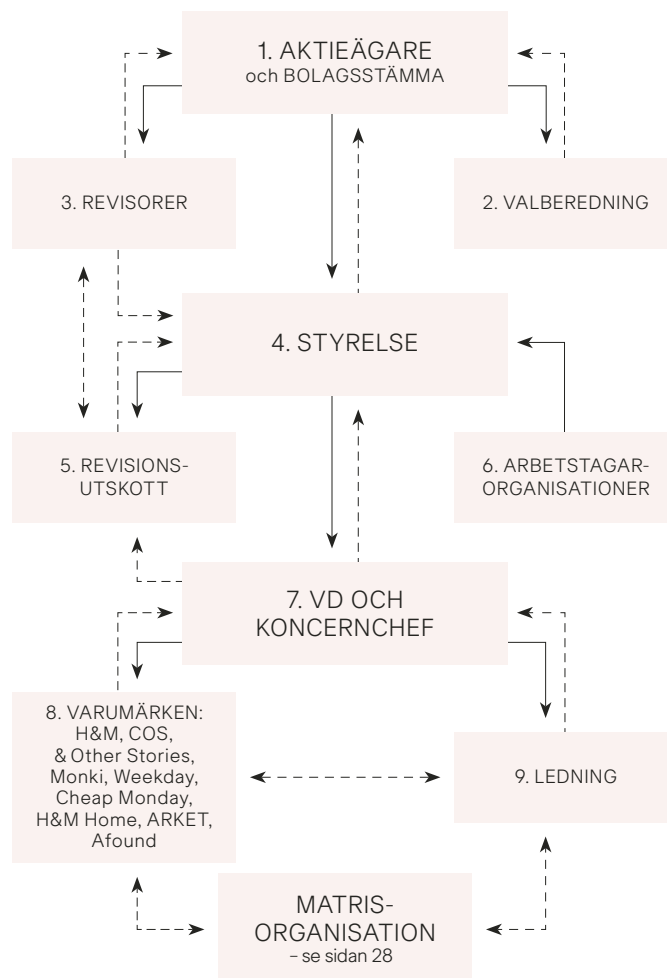 1. AKTIEÄGARE
och BOLAGSSTÄMMA
3. REVISORER
2. VALBEREDNING
4. STYRELSE
5. REVISIONS-
UTSKOTT
6. ARBETSTAGAR-
ORGANISATIONER
7. VD OCH
KONCERNCHEF
8. VARUMÄRKEN:
H&M, COS,
& Other Stories,
Monki, Weekday,
Cheap Monday,
H&M Home, ARKET,
Afound
9. LEDNING
MATRIS-
ORGANISATION
– se sidan 28